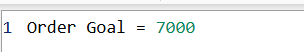 1 Order Goal = 7000